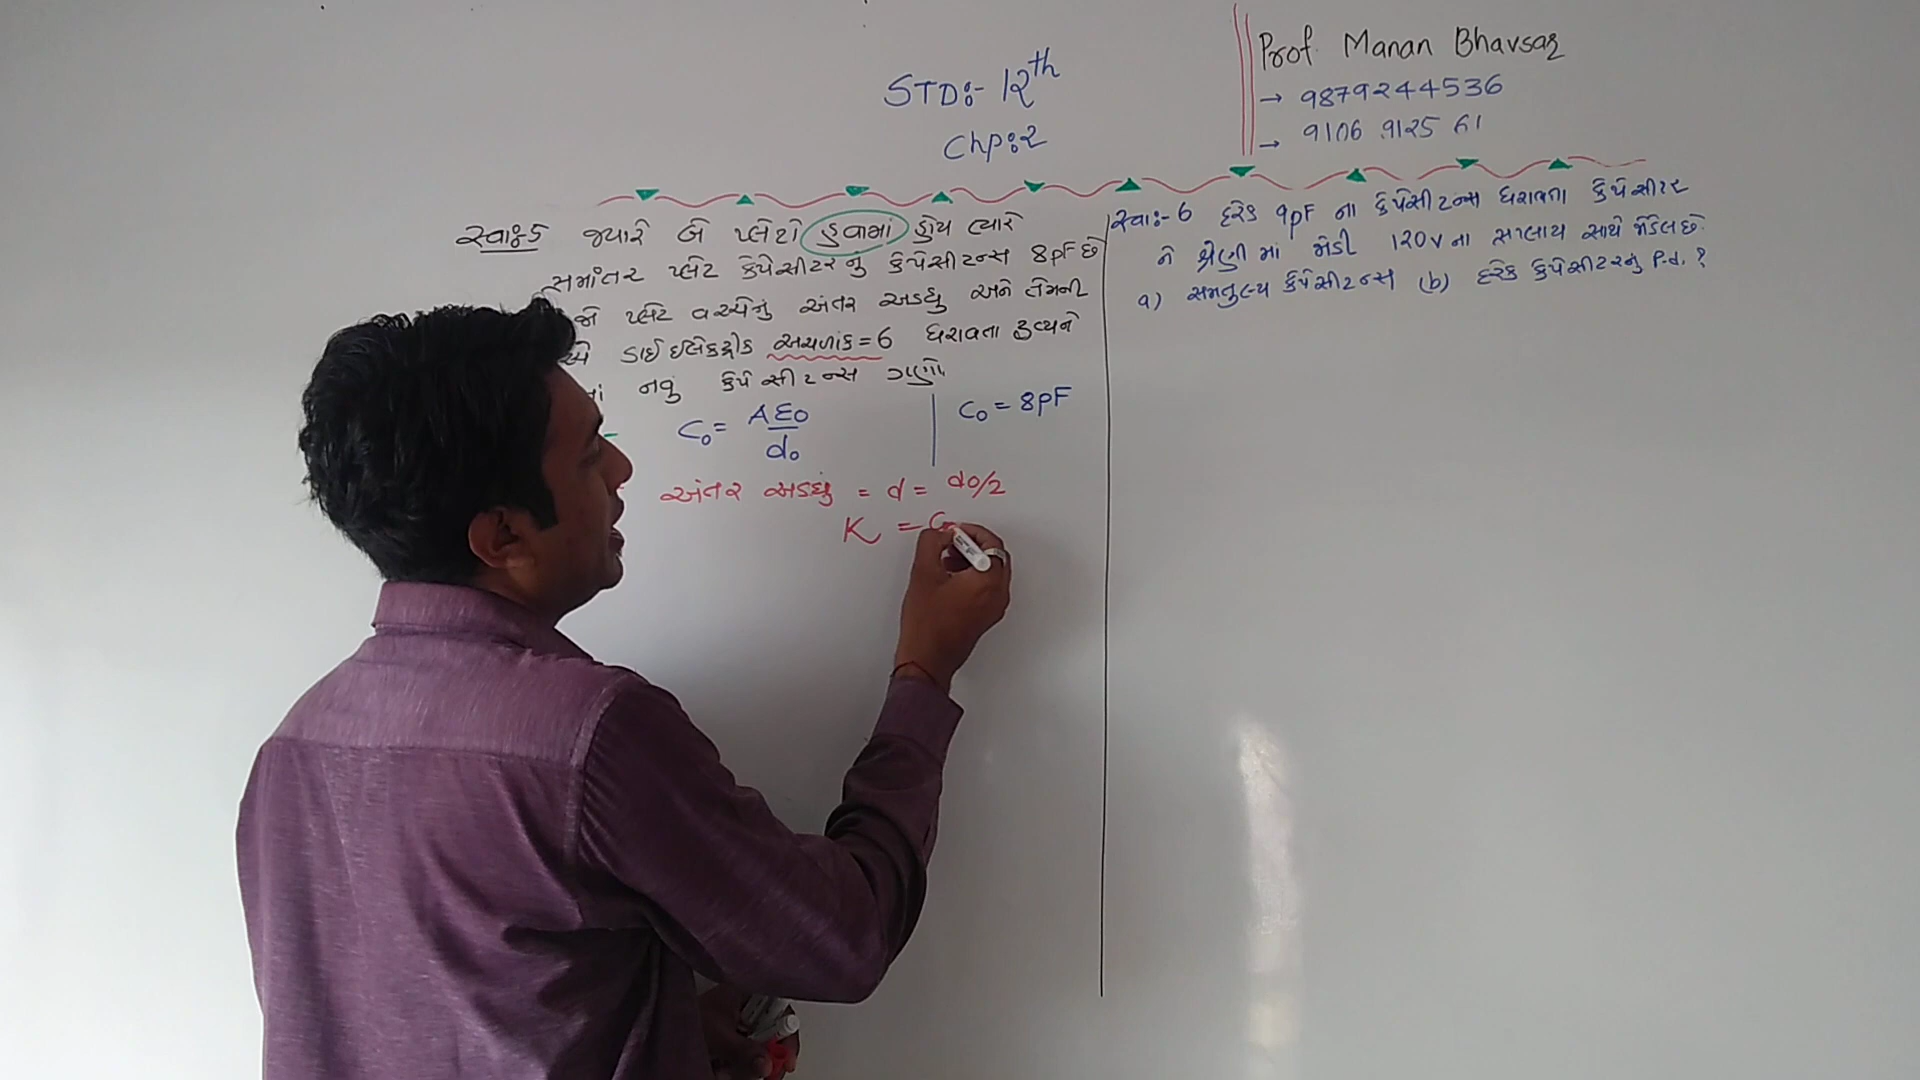 STD:- 12th
Chp:2
Prof. Manan Bhavsar
→ 9879244536
→ 9106 9125 61
સ્વા:5 જ્યારે બે પ્લેટો હવામાં હોય ત્યારે
સમાંતર પ્લેટ કેપેસીટરનું કેપેસીટન્સ 8pF છે
જો પ્લેટ વચ્ચેનું અંતર અડધુ અને તેમની
ડાઈ ઇલેક્ટ્રીક અચળાંક = 6 ધરાવતા દ્રવ્યને
નવું કેપેસીટન્સ ગણો.
C₀ = Aε₀/d₀
C₀ = 8pF
અંતર અડધું = d = d₀/2
K =
સ્વા:- 6 દરેક 9pF ના કેપેસીટન્સ ધરાવતા કેપેસીટર
ને શ્રેણી માં જોડી 120V ના સપ્લાય સાથે જોડેલ છે.
a) સમતુલ્ય કેપેસીટન્સ (b) દરેક કેપેસીટરનું P.d. ?